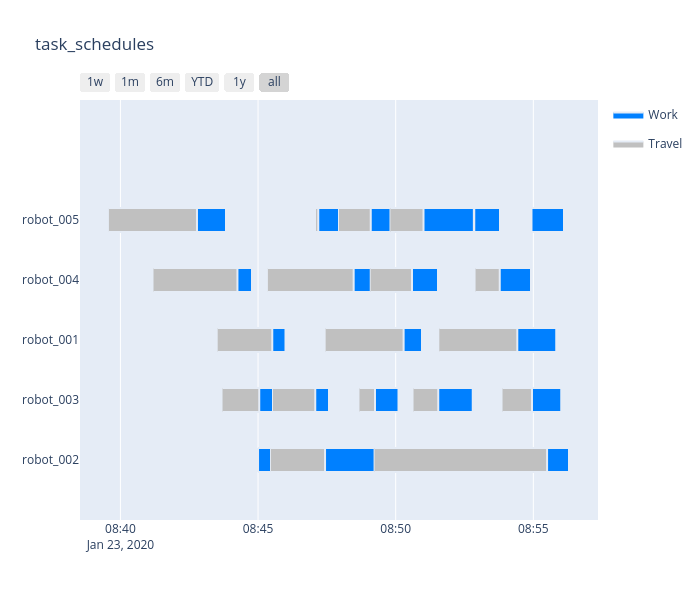 task_schedules
1w 1m 6m YTD 1y all
Work
Travel
robot_005
robot_004
robot_001
robot_003
robot_002
08:40 08:45 08:50 08:55
Jan 23, 2020